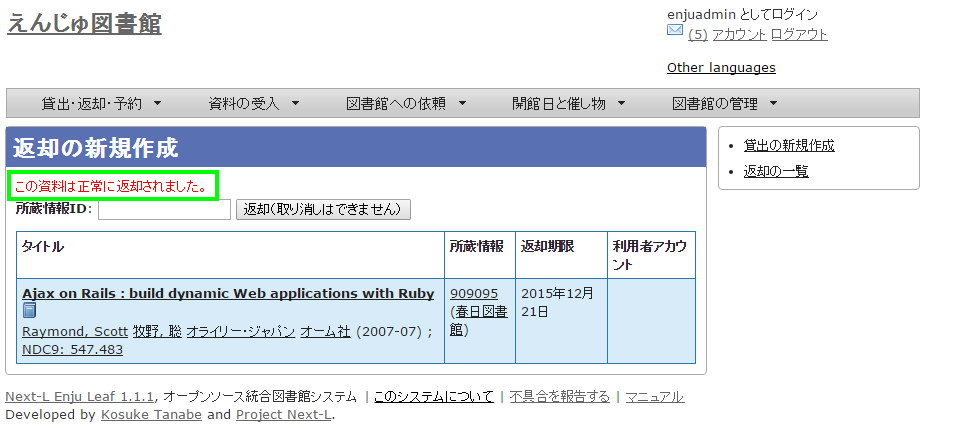 えんじゅ図書館
enjuadmin としてログイン
(5) アカウント ログアウト
Other languages
貸出・返却・予約 資料の受入 図書館への依頼 開館日と催し物 図書館の管理
返却の新規作成
この資料は正常に返却されました。
所蔵情報ID: 返却(取り消しはできません)
タイトル 所蔵情報 返却期限 利用者アカウ
ント
Ajax on Rails : build dynamic Web applications with Ruby 909095 2015年12月
(春日図書 21日
館)
Raymond, Scott 牧野, 聡 オライリー・ジャパン オーム社 (2007-07) ;
NDC9: 547.483
貸出の新規作成
返却の一覧
Next-L Enju Leaf 1.1.1, オープンソース統合図書館システム | このシステムについて | 不具合を報告する | マニュアル
Developed by Kosuke Tanabe and Project Next-L.